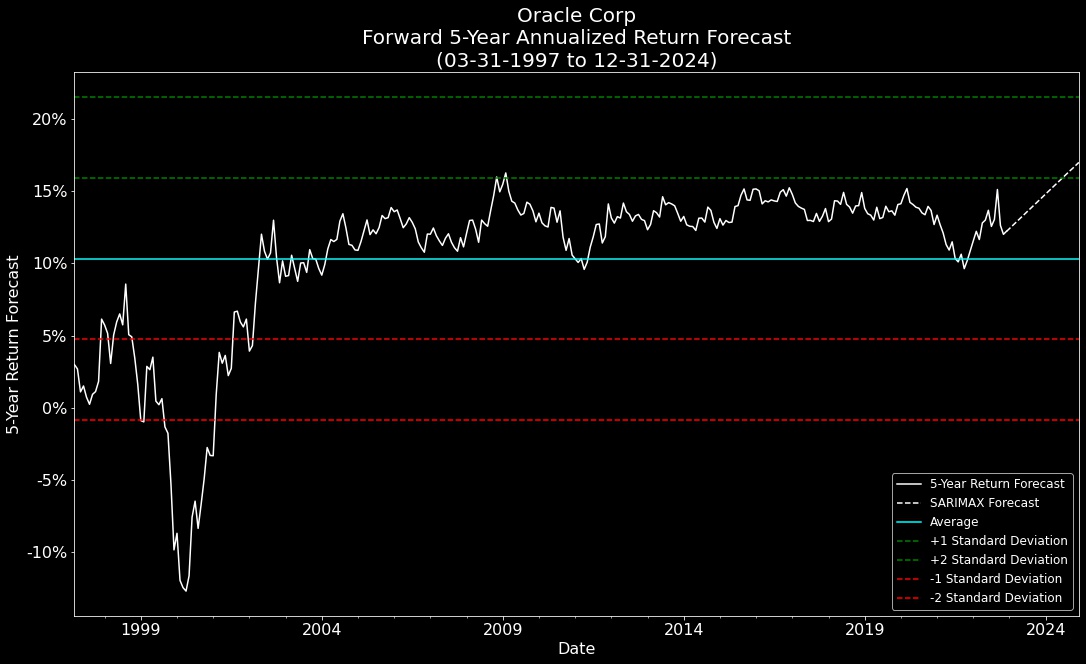 Oracle Corp
Forward 5-Year Annualized Return Forecast
(03-31-1997 to 12-31-2024)
5-Year Return Forecast
20%
15%
10%
5%
0%
-5%
-10%
5-Year Return Forecast
SARIMAX Forecast
Average
+1 Standard Deviation
+2 Standard Deviation
-1 Standard Deviation
-2 Standard Deviation
1999
2004
2009
2014
2019
2024
Date